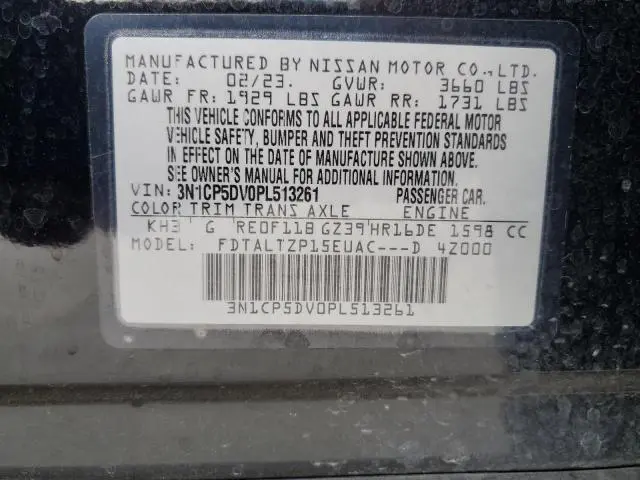 MANUFACTURED BY NISSAN MOTOR CO.,LTD.
DATE: 02/23. GVWR: 3660 LBS
GAWR FR: 1929 LBS GAWR RR: 1731 LBS
THIS VEHICLE CONFORMS TO ALL APPLICABLE FEDERAL MOTOR
VEHICLE SAFETY, BUMPER AND THEFT PREVENTION STANDARDS
IN EFFECT ON THE DATE OF MANUFACTURE SHOWN ABOVE.
SEE OWNER'S MANUAL FOR ADDITIONAL INFORMATION.
VIN: 3N1CP5DV0PL513261 PASSENGER CAR.
COLOR TRIM TRANS AXLE ENGINE
KH3 G RE0F11B GZ39 HR16DE 1598 CC
MODEL: FDTALTZP15EUAC---D 4Z000
3N1CP5DV0PL513261